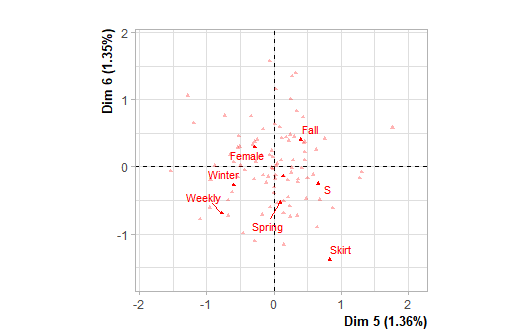 Dim 6 (1.35%)
2
1
0
-1
Fall
Female
Winter
S
Weekly
Spring
Skirt
-2
-1
0
1
2
Dim 5 (1.36%)